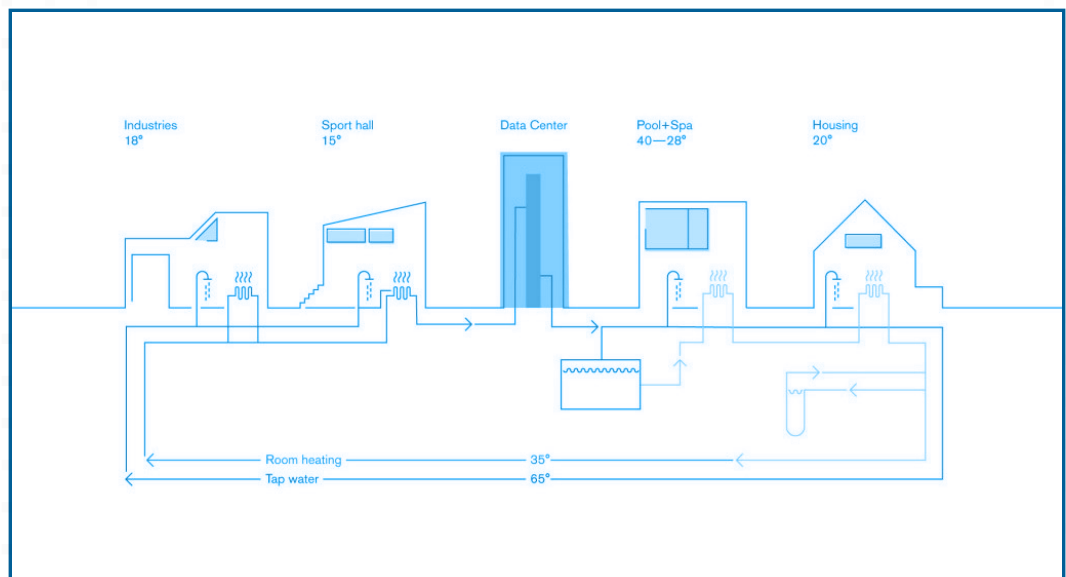 Industries
18°
Sport hall
15°
Data Center
Pool+Spa
40—28°
Housing
20°
Room heating 35°
Tap water 65°